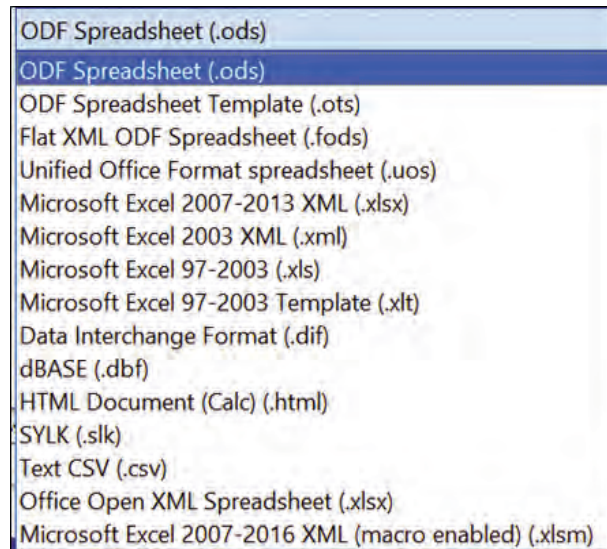 ODF Spreadsheet (.ods)
ODF Spreadsheet (.ods)
ODF Spreadsheet Template (.ots)
Flat XML ODF Spreadsheet (.fods)
Unified Office Format spreadsheet (.uos)
Microsoft Excel 2007-2013 XML (.xlsx)
Microsoft Excel 2003 XML (.xml)
Microsoft Excel 97-2003 (.xls)
Microsoft Excel 97-2003 Template (.xlt)
Data Interchange Format (.dif)
dBASE (.dbf)
HTML Document (Calc) (.html)
SYLK (.slk)
Text CSV (.csv)
Office Open XML Spreadsheet (.xlsx)
Microsoft Excel 2007-2016 XML (macro enabled) (.xlsm)